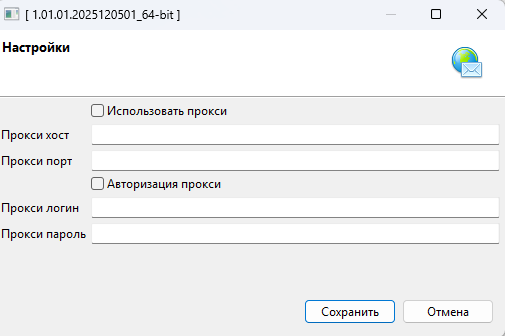 [ 1.01.01.2025120501_64-bit ]
Настройки
Использовать прокси
Прокси хост
Прокси порт
Авторизация прокси
Прокси логин
Прокси пароль
Сохранить
Отмена